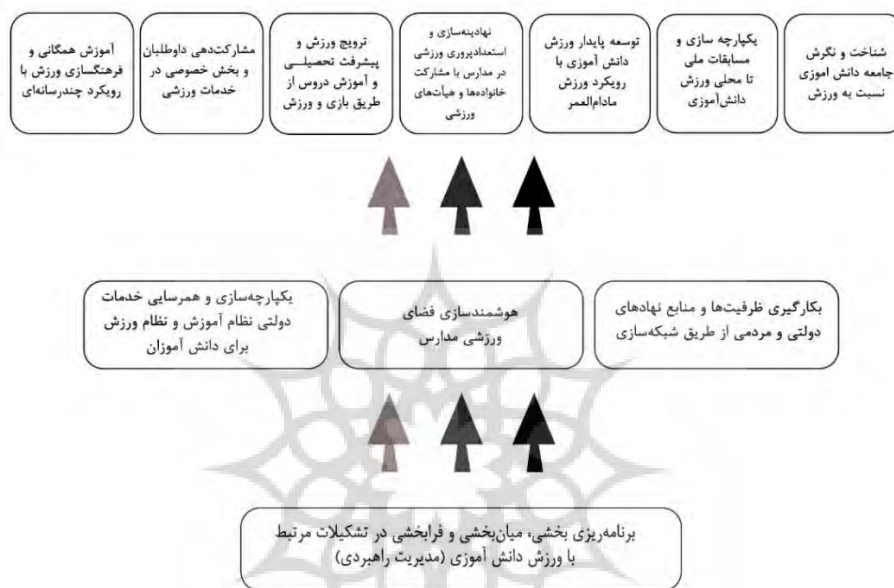 شناخت و نگرش
جامعه دانش اموزی
نسبت به ورزش
یکپارچه سازی و
مسابقات ملی
تا محلی ورزش
دانش‌آموزی
توسعه پایدار ورزش
دانش آموزی با
رویکرد ورزش
مادام‌العمر
نهادینه‌سازی و
استعدادپروری ورزشی
در مدارس با مشارکت
خانواده‌ها و هیأت‌های
ورزشی
ترویج ورزش و
پیشرفت تحصیلی
و آموزش دروس از
طریق بازی و ورزش
مشارکت‌دهی داوطلبان
و بخش خصوصی در
خدمات ورزشی
آموزش همگانی و
فرهنگسازی ورزش با
رویکرد چندرسانه‌ای
بکارگیری ظرفیت‌ها و منابع نهادهای
دولتی و مردمی از طریق شبکه‌سازی
هوشمندسازی فضای
ورزشی مدارس
یکپارچه‌سازی و همرسایی خدمات
دولتی نظام آموزش و نظام ورزش
برای دانش آموزان
برنامه‌ریزی بخشی، میان‌بخشی و فرابخشی در تشکیلات مرتبط
با ورزش دانش آموزی (مدیریت راهبردی)